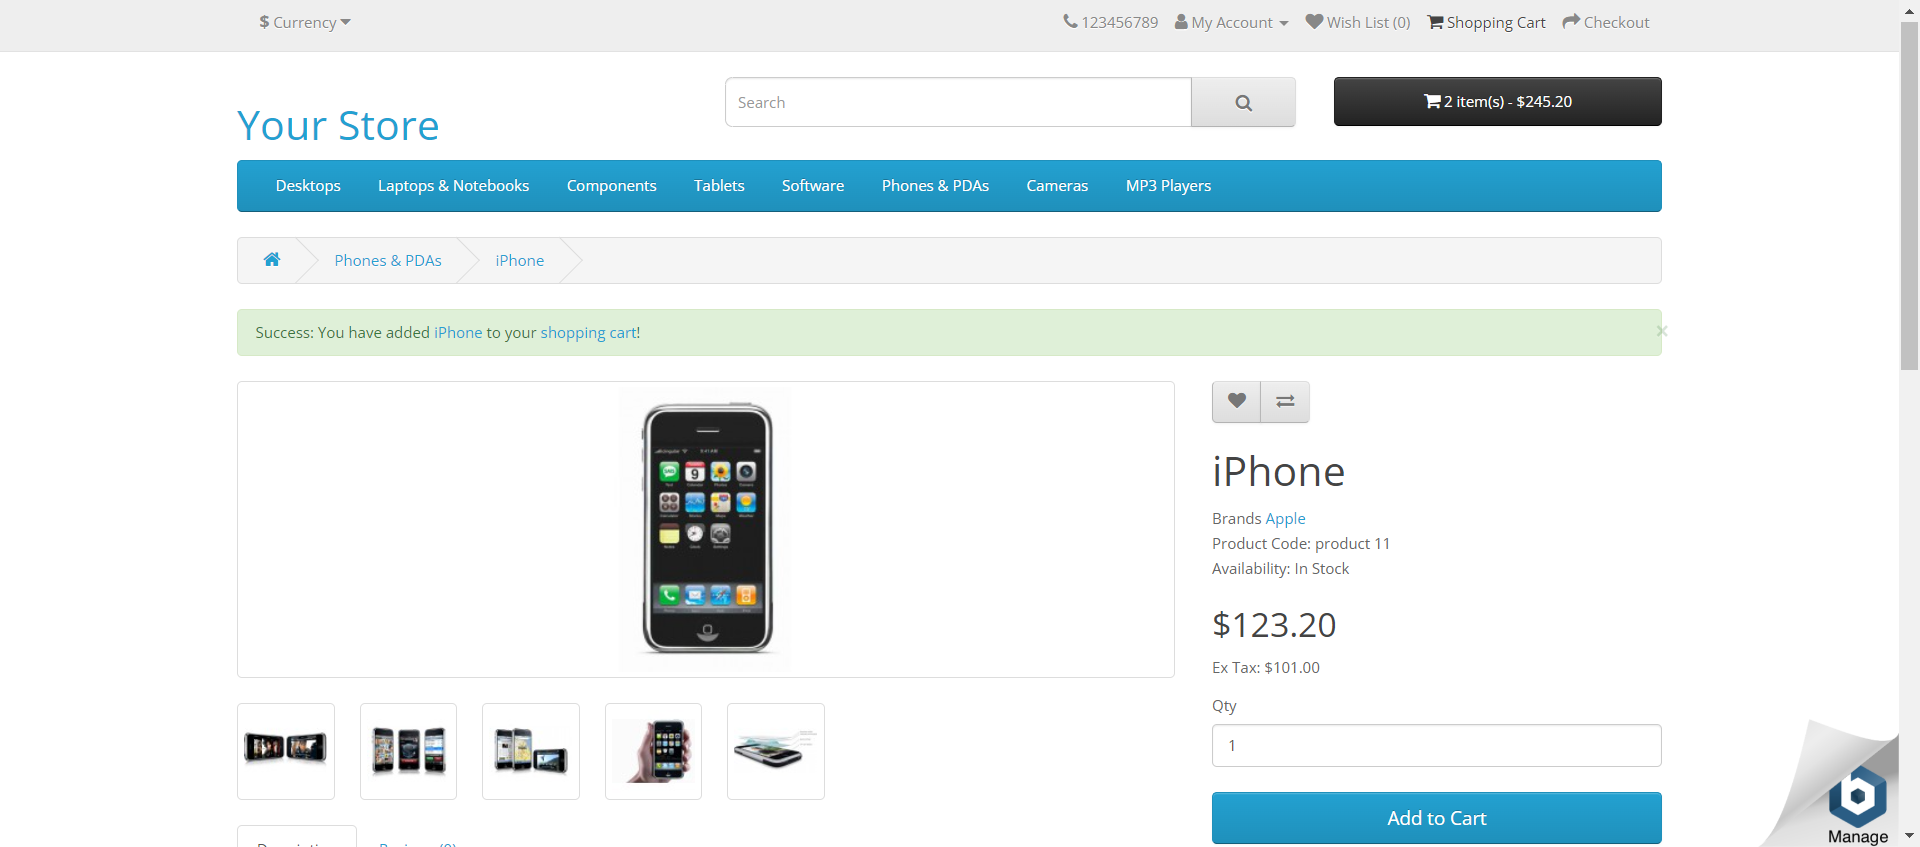 $ Currency
123456789 My Account Wish List (0) Shopping Cart Checkout
Your Store
Search
2 item(s) - $245.20
Desktops Laptops & Notebooks Components Tablets Software Phones & PDAs Cameras MP3 Players
Phones & PDAs iPhone
Success: You have added iPhone to your shopping cart!
×
iPhone
Brands Apple
Product Code: product 11
Availability: In Stock
$123.20
Ex Tax: $101.00
Qty
1
Add to Cart
Manage